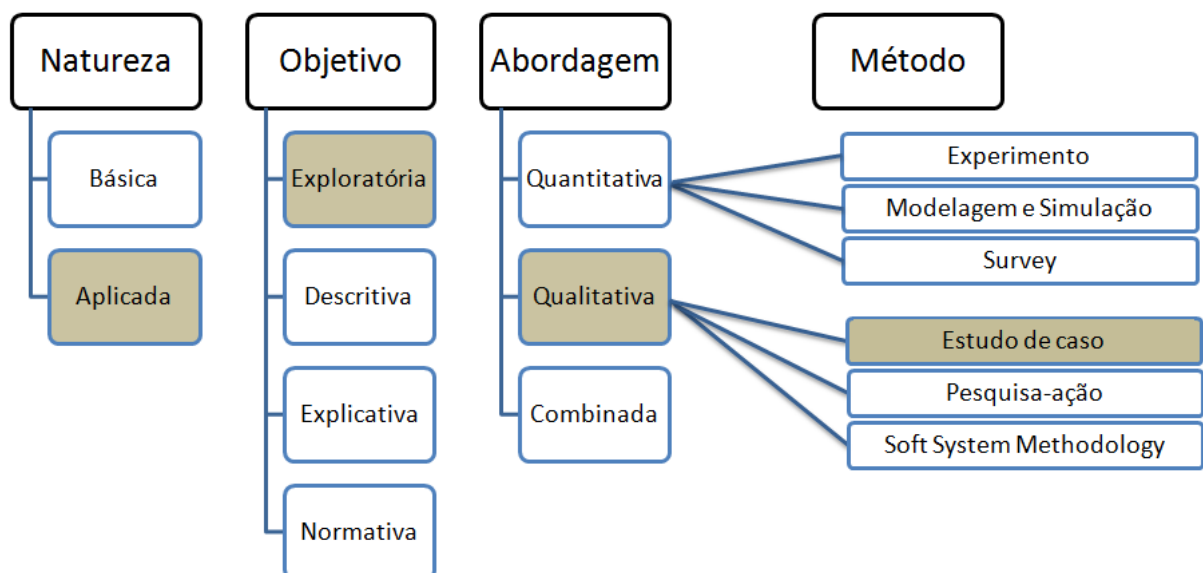 Natureza
Objetivo
Abordagem
Método
Básica
Aplicada
Exploratória
Descritiva
Explicativa
Normativa
Quantitativa
Qualitativa
Combinada
Experimento
Modelagem e Simulação
Survey
Estudo de caso
Pesquisa-ação
Soft System Methodology